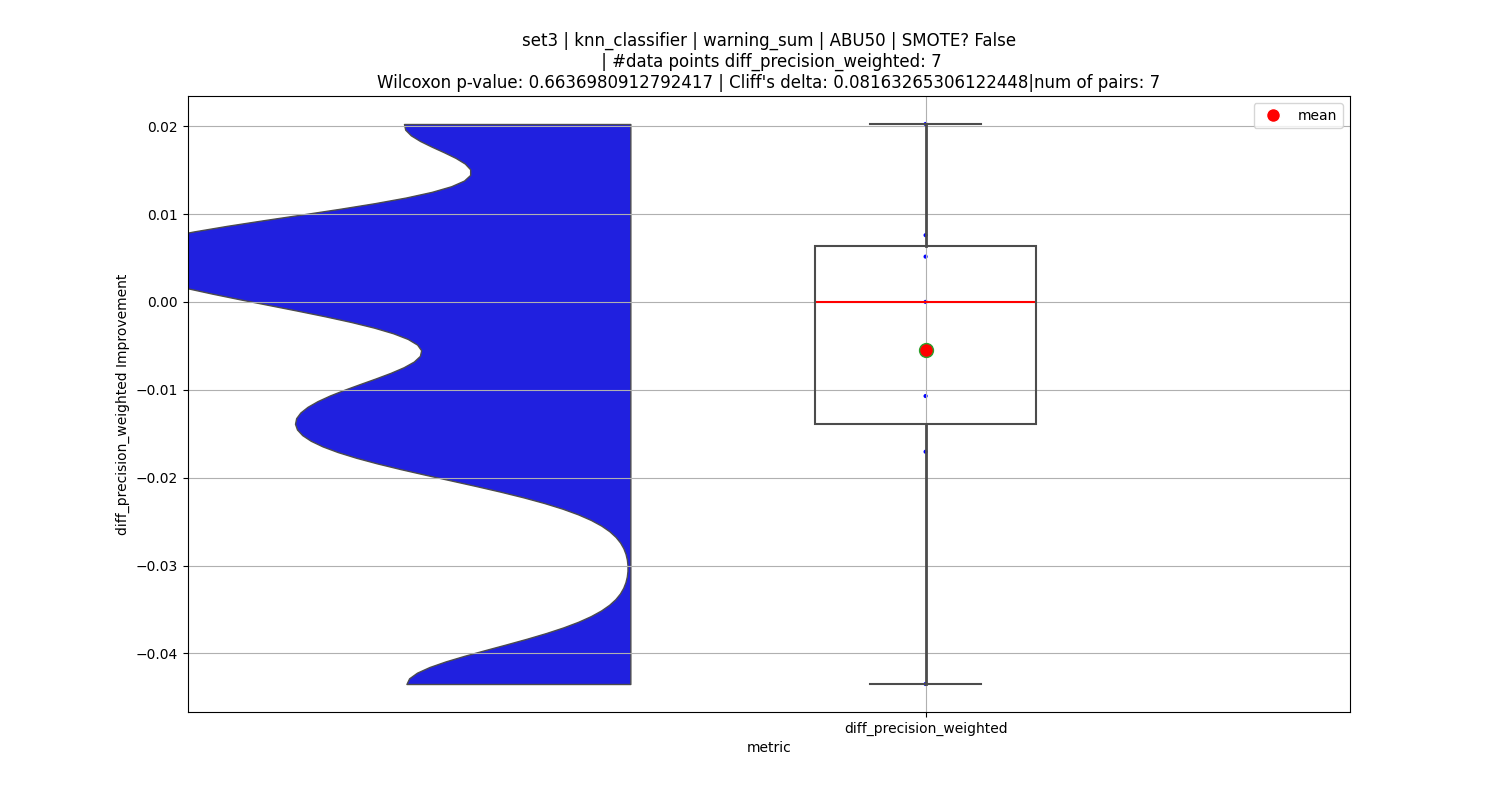 set3 | knn_classifier | warning_sum | ABU50 | SMOTE? False
| #data points diff_precision_weighted: 7
Wilcoxon p-value: 0.6636980912792417 | Cliff's delta: 0.08163265306122448|num of pairs: 7
mean
0.02
0.01
0.00
−0.01
−0.02
−0.03
−0.04
diff_precision_weighted Improvement
diff_precision_weighted
metric